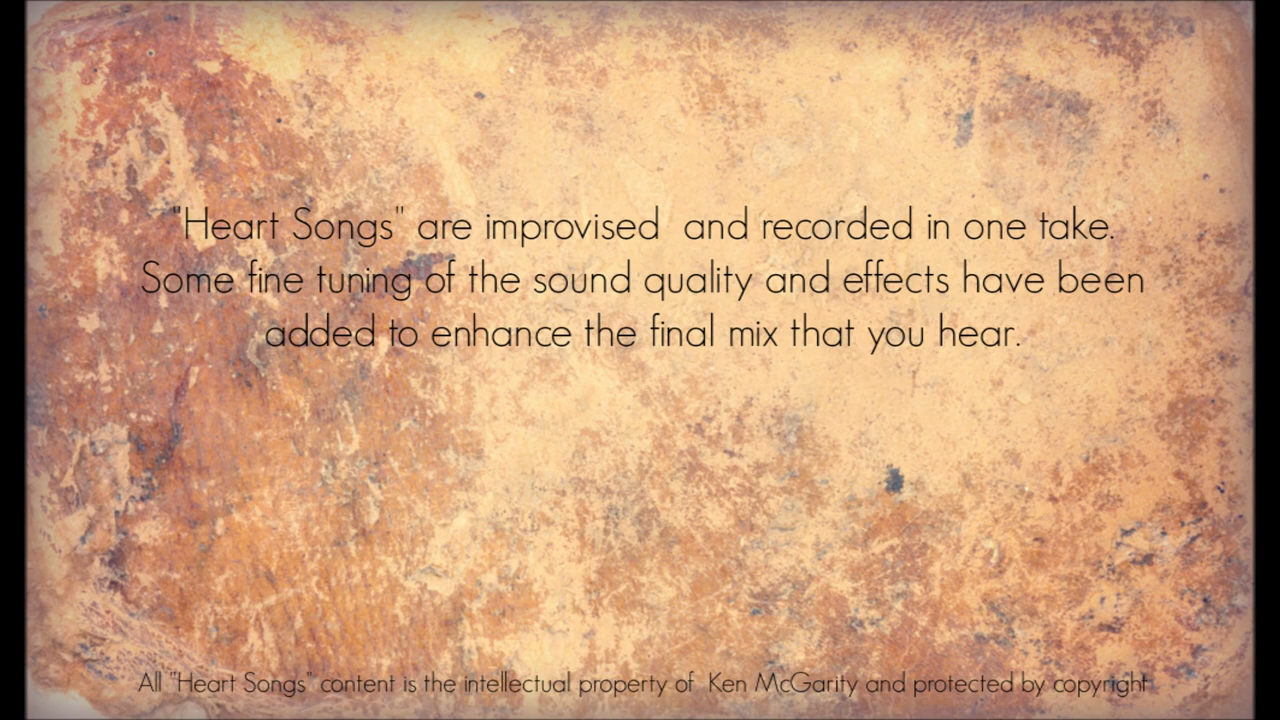 "Heart Songs" are improvised  and recorded in one take.
Some fine tuning of the sound quality and effects have been
added to enhance the final mix that you hear.
All "Heart Songs" content is the intellectual property of  Ken McGarity and protected by copyright